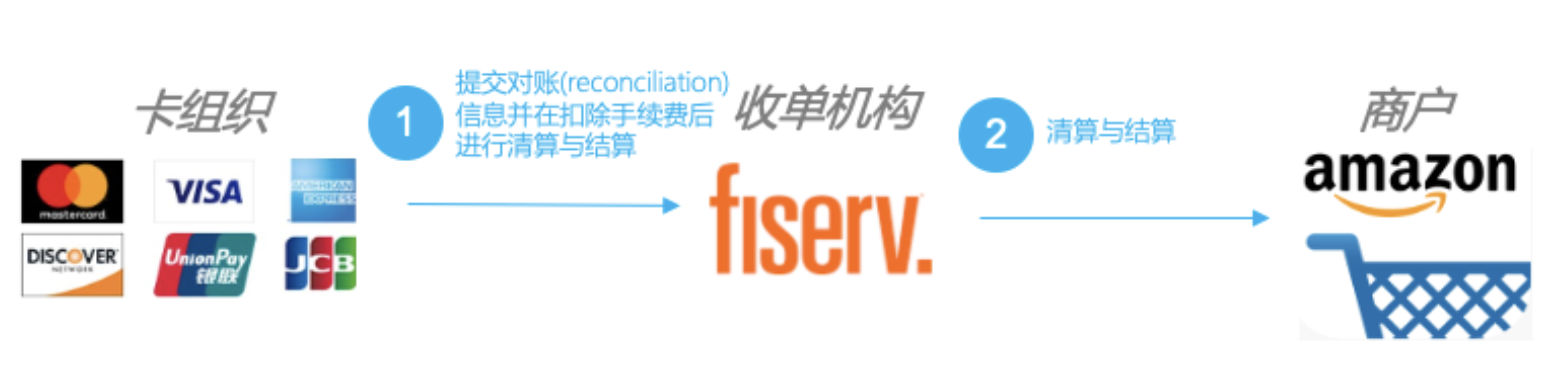 卡组织
mastercard.
VISA
AMERICAN
EXPRESS
DISCOVER
NETWORK
UnionPay
银联
JCB
1
提交对账(reconciliation)
信息并在扣除手续费后
进行清算与结算
收单机构
fiserv.
2
清算与结算
商户
amazon